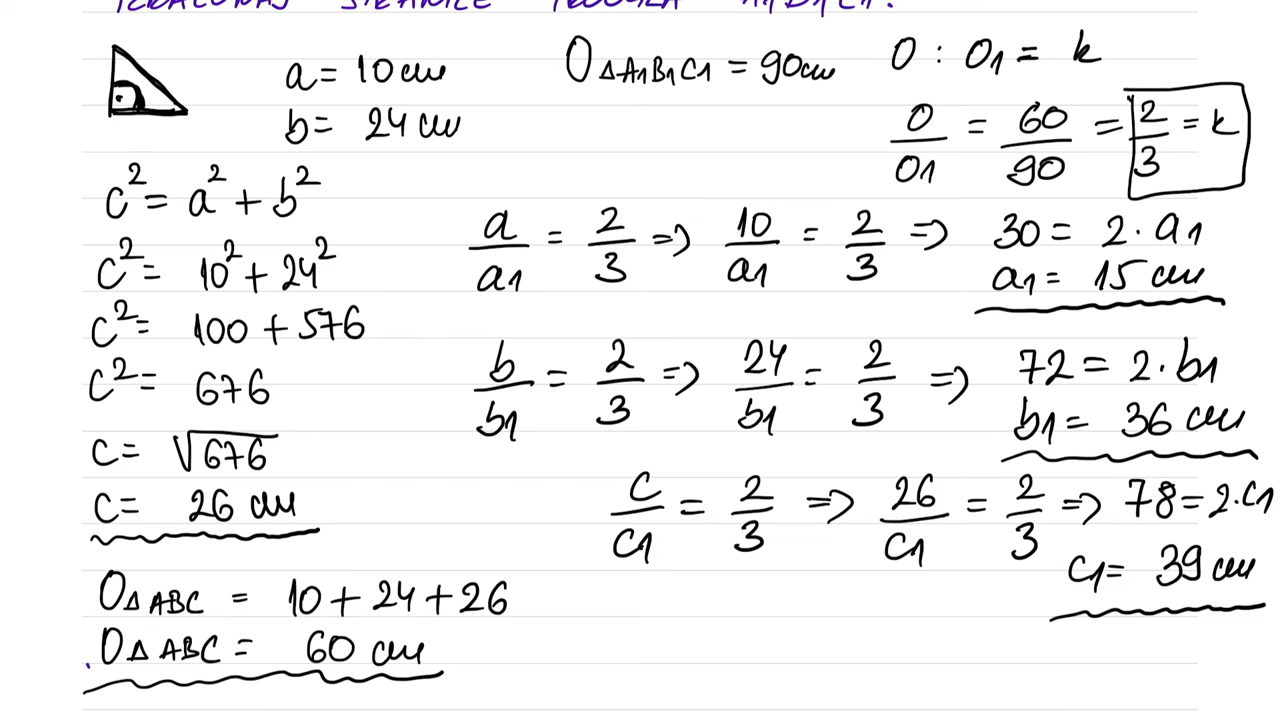 a = 10 cm
b = 24 cm
O△A1B1C1 = 90cm
O : O1 = k
O/O1 = 60/90 = 2/3 = k
c² = a² + b²
c² = 10² + 24²
c² = 100 + 576
c² = 676
c = √676
c = 26 cm
O△ABC = 10 + 24 + 26
O△ABC = 60 cm
a/a1 = 2/3 => 10/a1 = 2/3 => 30 = 2·a1
a1 = 15 cm
b/b1 = 2/3 => 24/b1 = 2/3 => 72 = 2·b1
b1 = 36 cm
c/c1 = 2/3 => 26/c1 = 2/3 => 78 = 2·c1
c1 = 39 cm